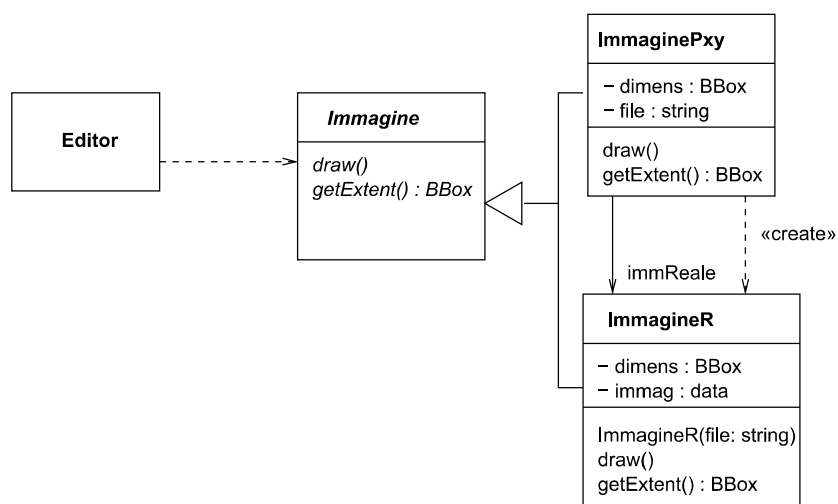 Editor
Immagine
draw()
getExtent() : BBox
ImmaginePxy
– dimens : BBox
– file : string
draw()
getExtent() : BBox
«create»
immReale
ImmagineR
– dimens : BBox
– immag : data
ImmagineR(file: string)
draw()
getExtent() : BBox